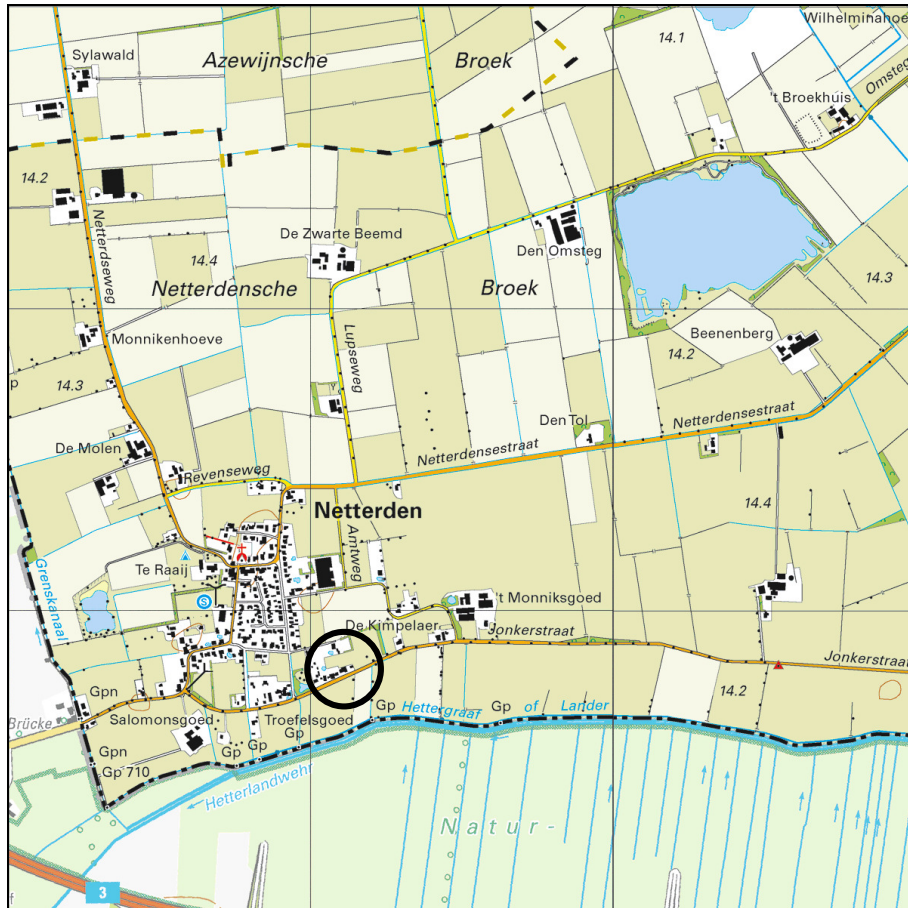 Wilhelminahoe
Sylawald
Azewijnsche Broek
14.1
Omsteg
't Broekhuis
14.2
Netterdseweg
De Zwarte Beemd
14.4
Den Omsteg
14.3
Netterdensche Broek
Monnikenhoeve
Lupseweg
Beenenberg
14.2
14.3
p
Den Tol
Netterdensestraat
Netterdensestraat
De Molen
Revenseweg
14.4
Netterden
Amtweg
Grenskanaal
Te Raaij
S
't Monniksgoed
De Kimpelaer
Jonkerstraat
Jonkerstraat
14.2
Gpn
Brücke
Salomonsgoed
Troefelsgoed
Gp
Hettergraaf of Lander
Gp
Gp
Gp
Gp
Gpn
Gp 710
Hetterlandwehr
Natur-
3
f